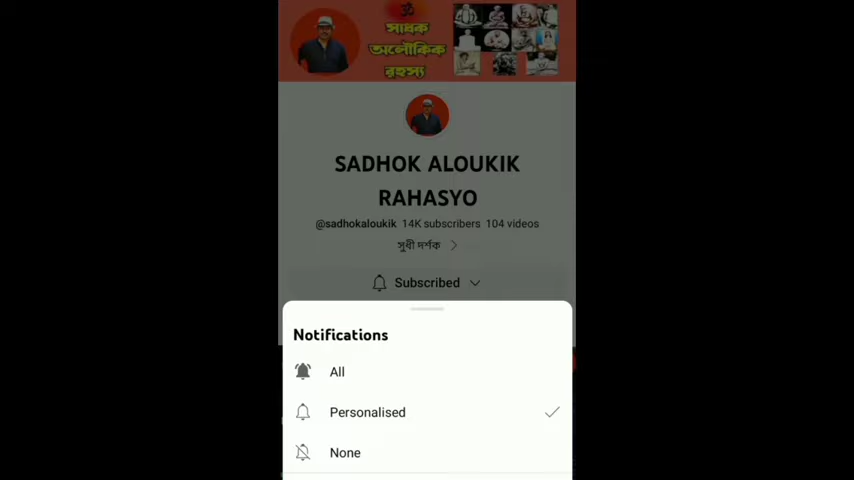 ॐ
সাধক
অলৌকিক
রহস্য
SADHOK ALOUKIK
RAHASYO
@sadhokaloukik 14K subscribers 104 videos
সুধী দর্শক
Subscribed
Notifications
All
Personalised
None